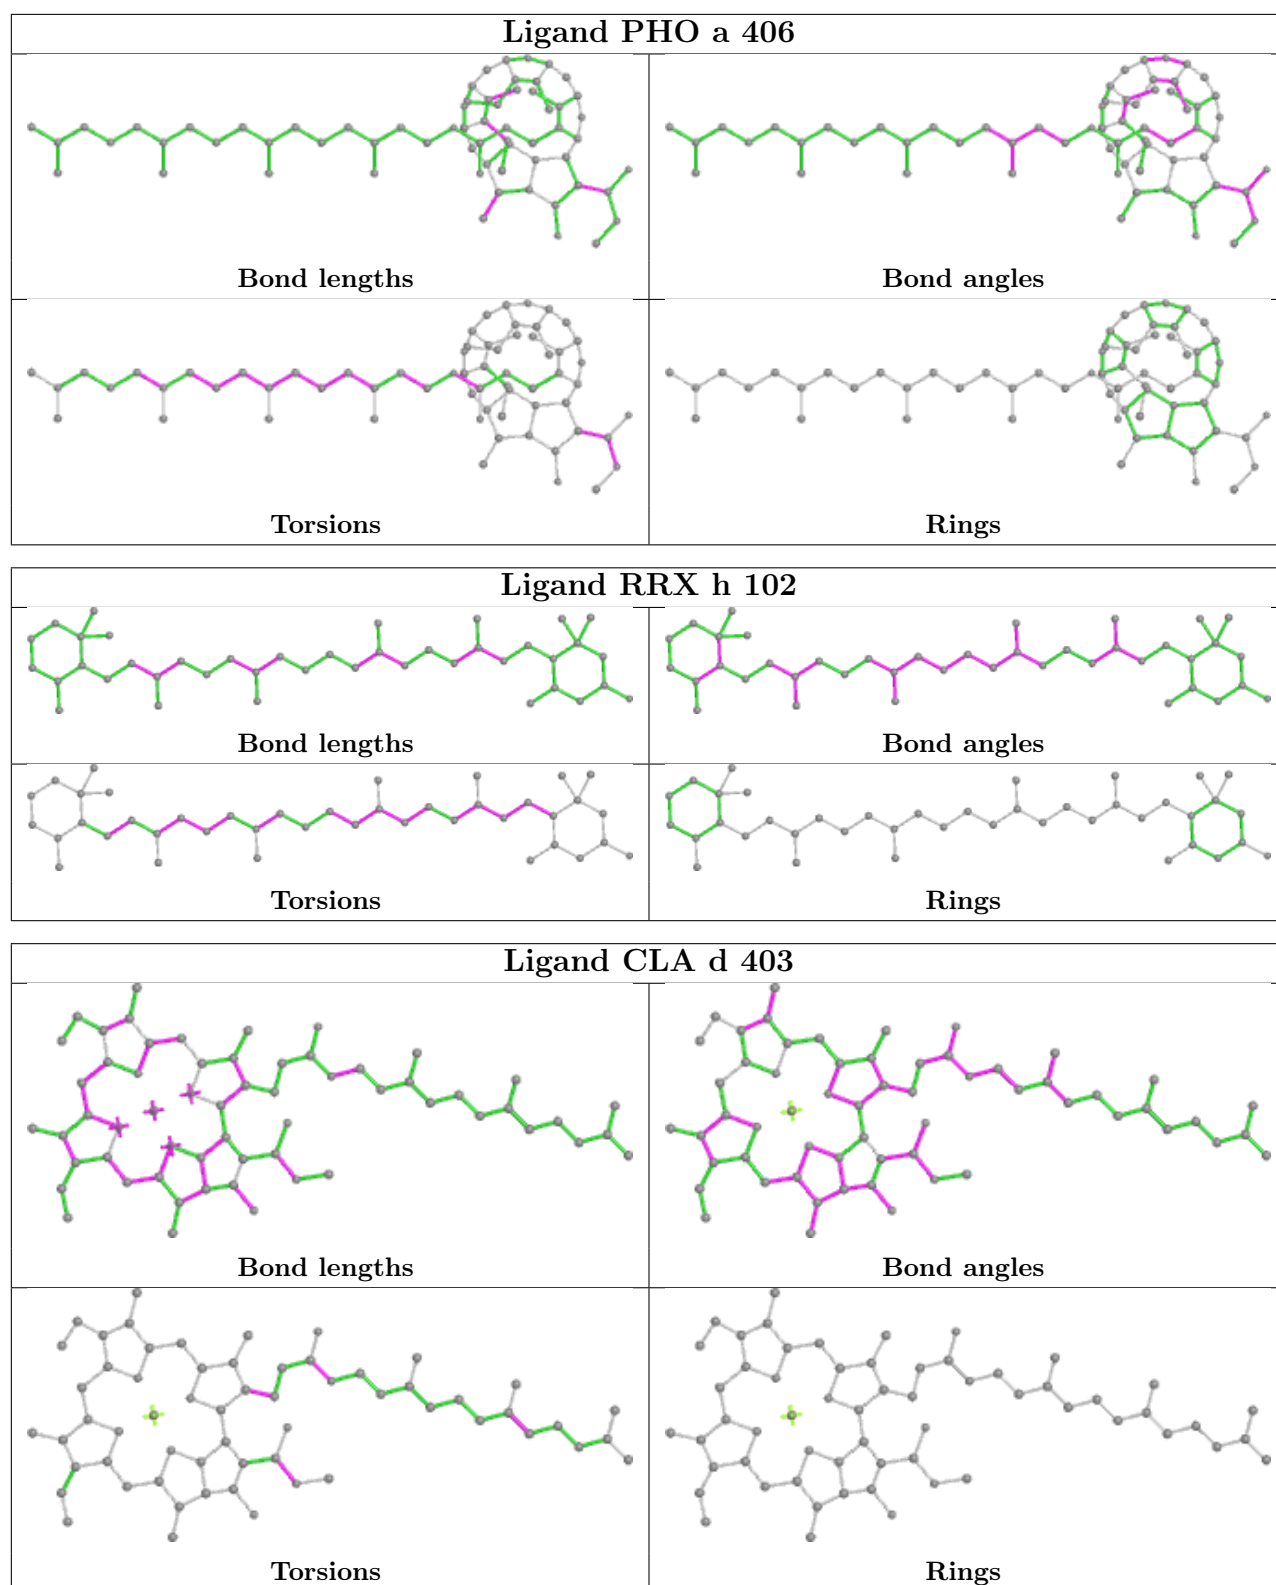 Ligand PHO a 406
Bond lengths
Bond angles
Torsions
Rings
Ligand RRX h 102
Bond lengths
Bond angles
Torsions
Rings
Ligand CLA d 403
Bond lengths
Bond angles
Torsions
Rings